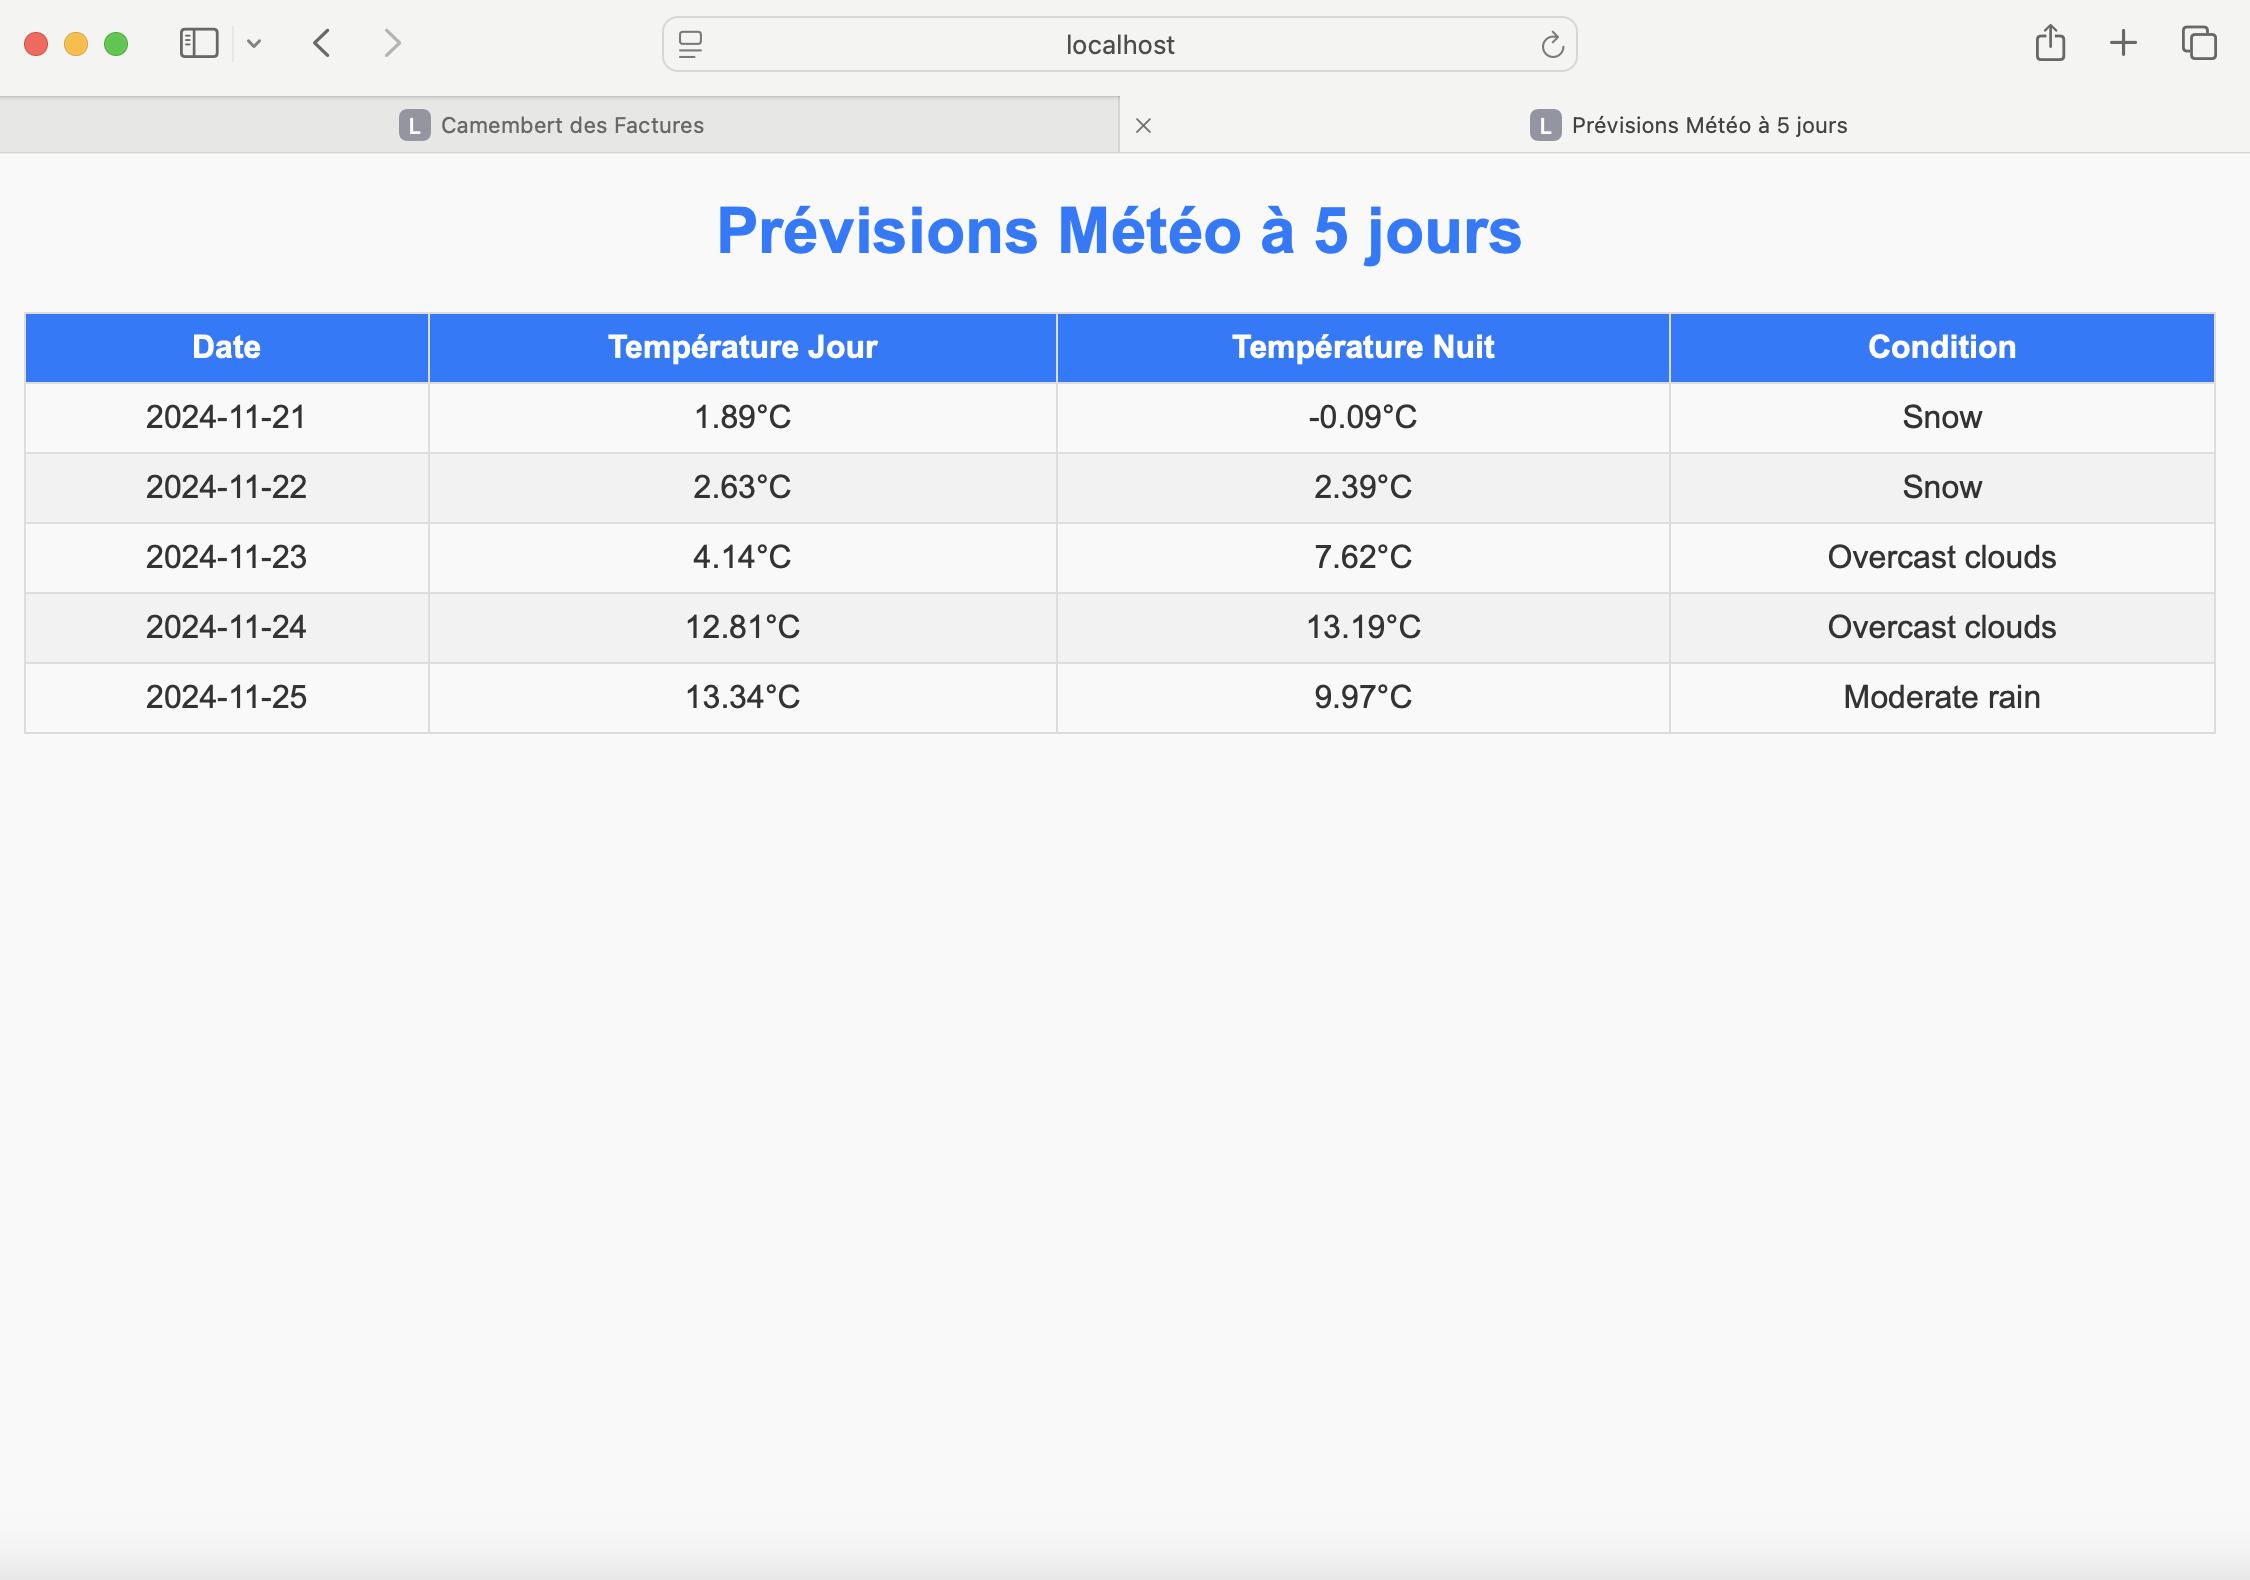 localhost
L Camembert des Factures
L Prévisions Météo à 5 jours
Prévisions Météo à 5 jours
Date Température Jour Température Nuit Condition
2024-11-21 1.89°C -0.09°C Snow
2024-11-22 2.63°C 2.39°C Snow
2024-11-23 4.14°C 7.62°C Overcast clouds
2024-11-24 12.81°C 13.19°C Overcast clouds
2024-11-25 13.34°C 9.97°C Moderate rain